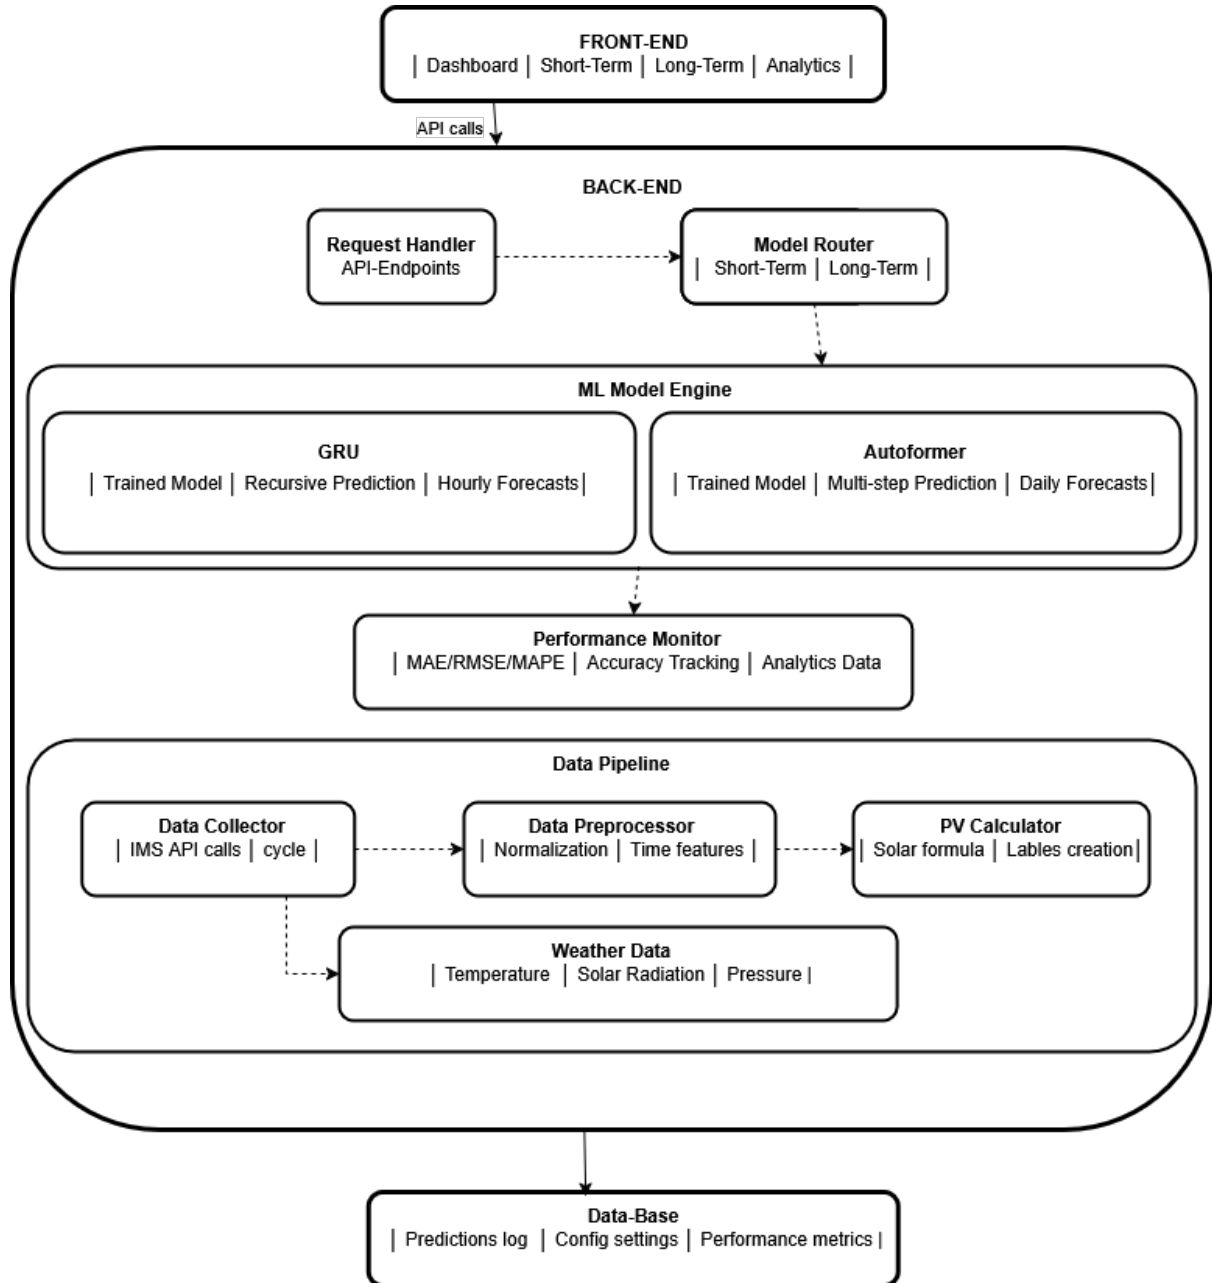 FRONT-END
| Dashboard | Short-Term | Long-Term | Analytics |
API calls
BACK-END
Request Handler
API-Endpoints
Model Router
| Short-Term | Long-Term |
ML Model Engine
GRU
| Trained Model | Recursive Prediction | Hourly Forecasts|
Autoformer
| Trained Model | Multi-step Prediction | Daily Forecasts|
Performance Monitor
| MAE/RMSE/MAPE | Accuracy Tracking | Analytics Data
Data Pipeline
Data Collector
| IMS API calls | cycle |
Data Preprocessor
| Normalization | Time features |
PV Calculator
| Solar formula | Lables creation|
Weather Data
| Temperature | Solar Radiation | Pressure |
Data-Base
| Predictions log | Config settings | Performance metrics |